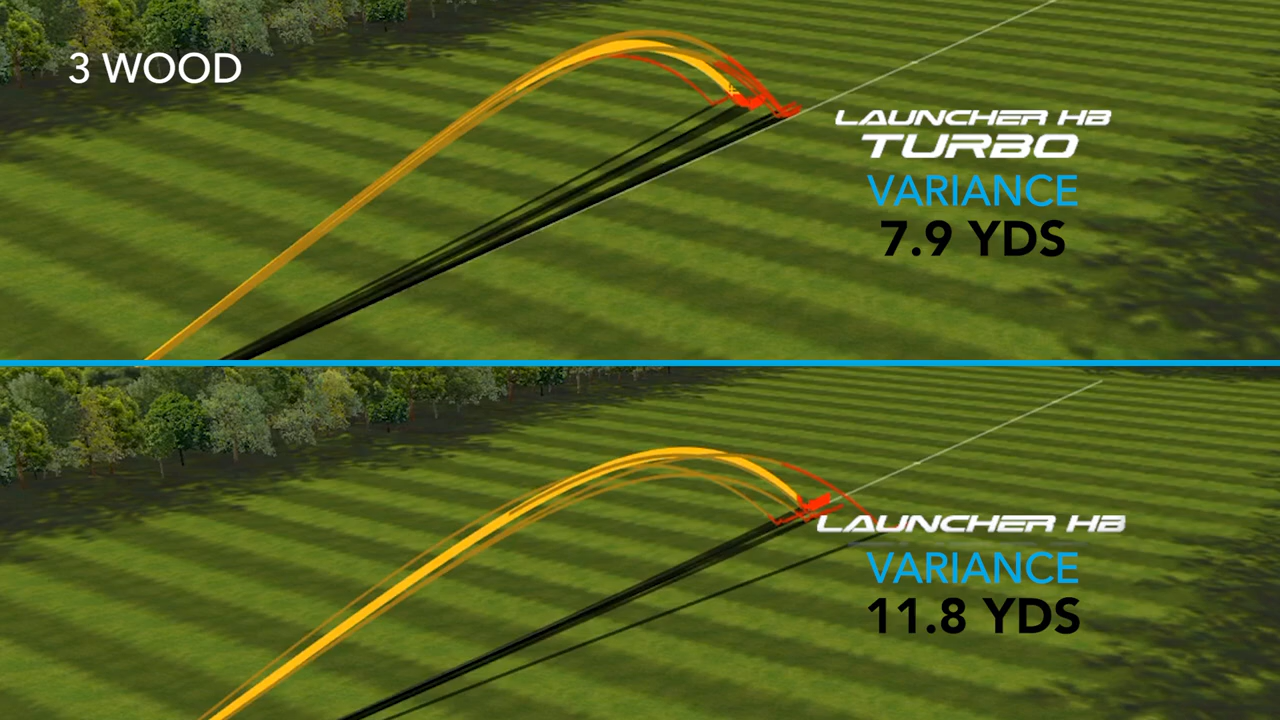 3 WOOD
LAUNCHER HB
TURBO
VARIANCE
7.9 YDS
LAUNCHER HB
VARIANCE
11.8 YDS